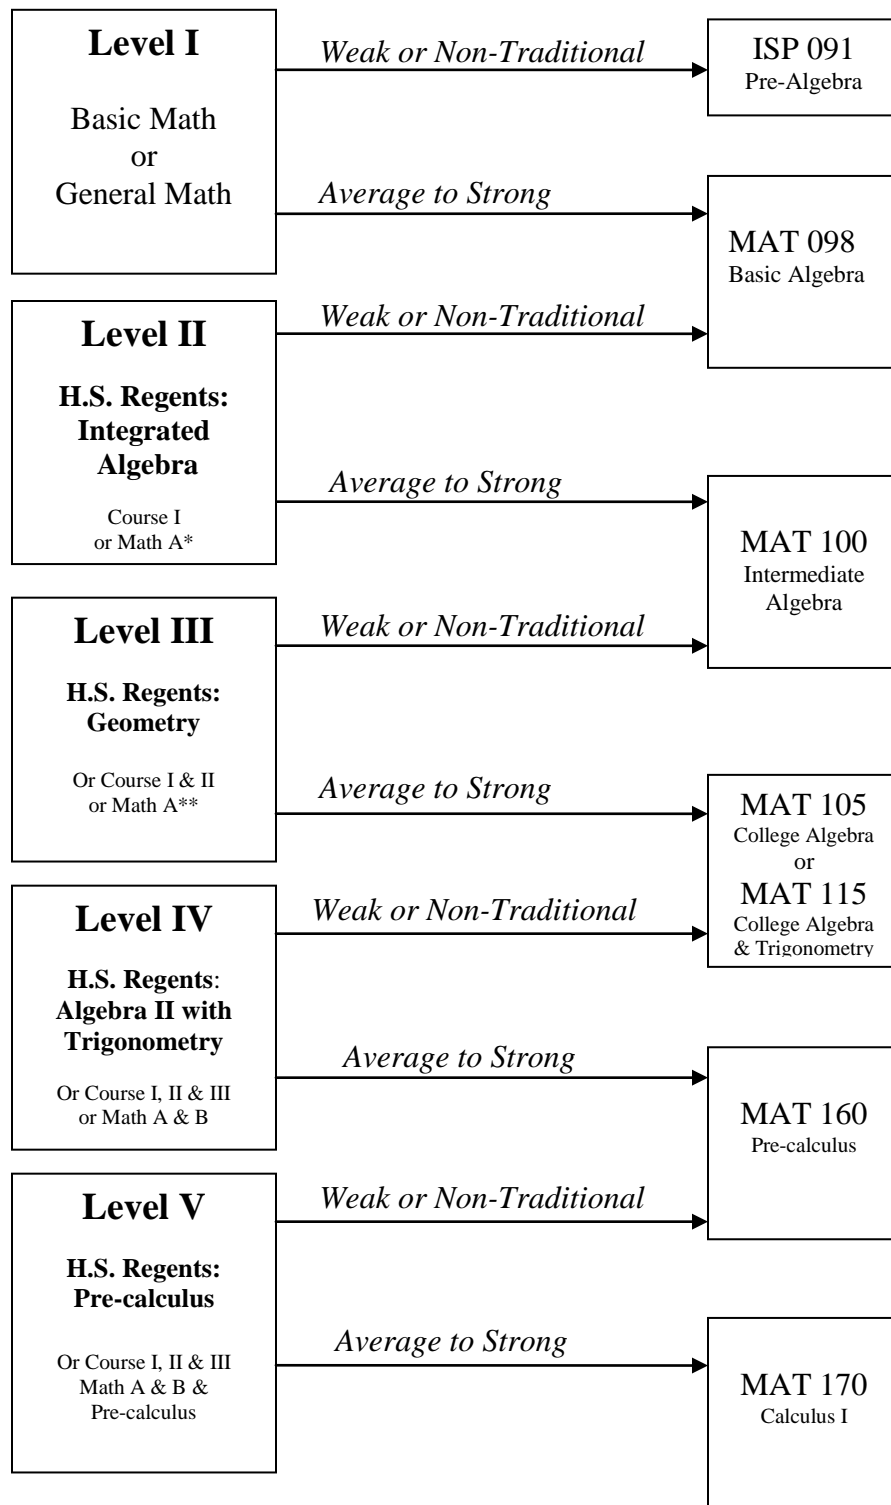 Level I
Basic Math
or
General Math
Weak or Non-Traditional
ISP 091
Pre-Algebra
Average to Strong
MAT 098
Basic Algebra
Level II
H.S. Regents:
Integrated
Algebra
Course I
or Math A*
Weak or Non-Traditional
Average to Strong
MAT 100
Intermediate
Algebra
Level III
H.S. Regents:
Geometry
Or Course I & II
or Math A**
Weak or Non-Traditional
Average to Strong
MAT 105
College Algebra
or
MAT 115
College Algebra
& Trigonometry
Level IV
H.S. Regents:
Algebra II with
Trigonometry
Or Course I, II & III
or Math A & B
Weak or Non-Traditional
Average to Strong
MAT 160
Pre-calculus
Level V
H.S. Regents:
Pre-calculus
Or Course I, II & III
Math A & B &
Pre-calculus
Weak or Non-Traditional
Average to Strong
MAT 170
Calculus I